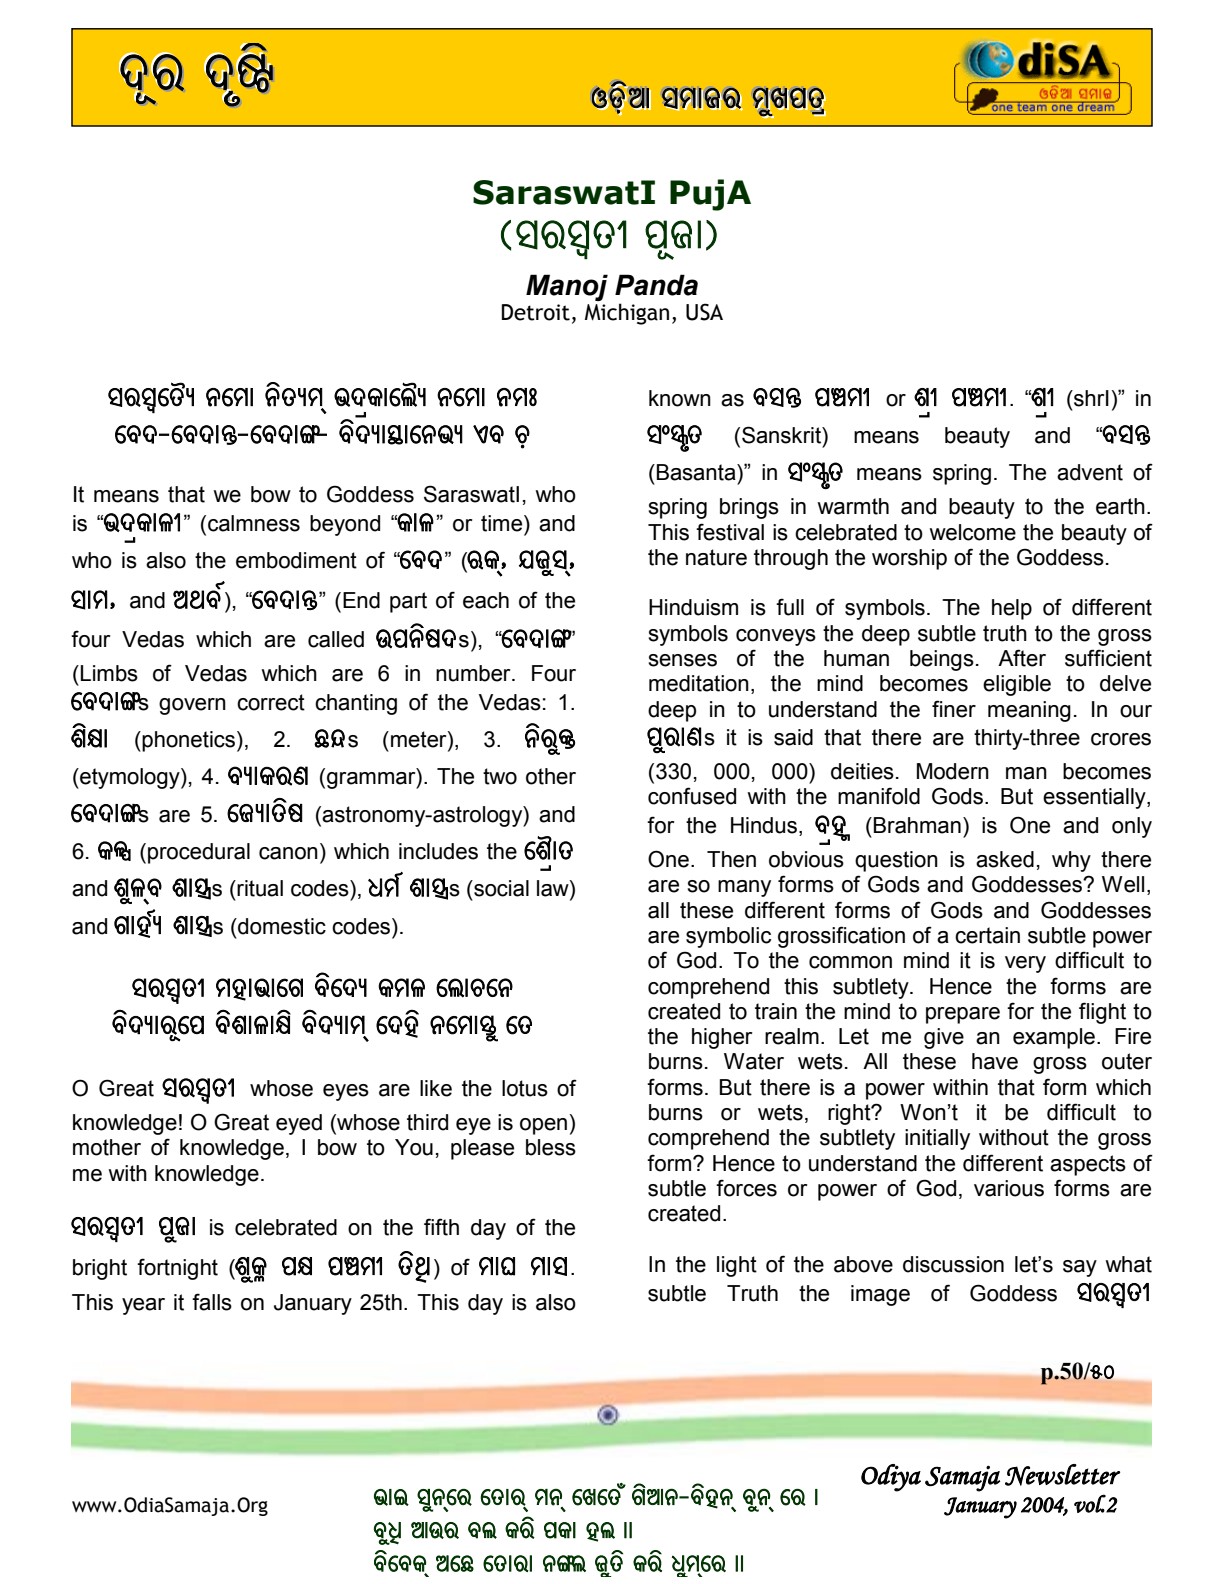 ଦୂର ଦୃଷ୍ଟି
ଓଡ଼ିଆ ସମାଜର ମୁଖପତ୍ର
OdiSA
ଓଡିଆ ସମାଜ
one team one dream
SaraswatI PujA
(ସରସ୍ୱତୀ ପୂଜା)
Manoj Panda
Detroit, Michigan, USA
ସରସ୍ୱତ୍ୟୈ ନମୋ ନିତ୍ୟମ୍ ଭଦ୍ରକାଲ୍ୟୈ ନମୋ ନମଃ
ବେଦ-ବେଦାନ୍ତ-ବେଦାଙ୍ଗ- ବିଦ୍ୟାସ୍ଥାନେଭ୍ୟ ଏବ ଚ଼
It means that we bow to Goddess SaraswatI, who
is “ଭଦ୍ରକାଳୀ” (calmness beyond “କାଳ” or time) and
who is also the embodiment of “ବେଦ” (ଋକ୍, ଯଜୁସ୍,
ସାମ, and ଅଥର୍ବ), “ବେଦାନ୍ତ” (End part of each of the
four Vedas which are called ଉପନିଷଦs), “ବେଦାଙ୍ଗ”
(Limbs of Vedas which are 6 in number. Four
ବେଦାଙ୍ଗs govern correct chanting of the Vedas: 1.
ଶିକ୍ଷା (phonetics), 2. ଛନ୍ଦs (meter), 3. ନିରୁକ୍ତ
(etymology), 4. ବ୍ୟାକରଣ (grammar). The two other
ବେଦାଙ୍ଗs are 5. ଜ୍ୟୋତିଷ (astronomy-astrology) and
6. କଳ୍ପ (procedural canon) which includes the ଶ୍ରୌତ
and ଶୁଳ୍‌ବ ଶାସ୍ତ୍ରs (ritual codes), ଧର୍ମ ଶାସ୍ତ୍ରs (social law)
and ଗାର୍ହ୍ୟ ଶାସ୍ତ୍ରs (domestic codes).
ସରସ୍ୱତୀ ମହାଭାଗେ ବିଦ୍ୟେ କମଳ ଲୋଚନେ
ବିଦ୍ୟାରୂପେ ବିଶାଳାକ୍ଷି ବିଦ୍ୟାମ୍ ଦେହି ନମୋସ୍ତୁ ତେ
O Great ସରସ୍ୱତୀ whose eyes are like the lotus of
knowledge! O Great eyed (whose third eye is open)
mother of knowledge, I bow to You, please bless
me with knowledge.
ସରସ୍ୱତୀ ପୁଜା is celebrated on the fifth day of the
bright fortnight (ଶୁକ୍ଳ ପକ୍ଷ ପଞ୍ଚମୀ ତିଥି) of ମାଘ ମାସ.
This year it falls on January 25th. This day is also
known as ବସନ୍ତ ପଞ୍ଚମୀ or ଶ୍ରୀ ପଞ୍ଚମୀ. “ଶ୍ରୀ (shrI)” in
ସଂସ୍କୃତ (Sanskrit) means beauty and “ବସନ୍ତ
(Basanta)” in ସଂସ୍କୃତ means spring. The advent of
spring brings in warmth and beauty to the earth.
This festival is celebrated to welcome the beauty of
the nature through the worship of the Goddess.
Hinduism is full of symbols. The help of different
symbols conveys the deep subtle truth to the gross
senses of the human beings. After sufficient
meditation, the mind becomes eligible to delve
deep in to understand the finer meaning. In our
ପୁରାଣs it is said that there are thirty-three crores
(330, 000, 000) deities. Modern man becomes
confused with the manifold Gods. But essentially,
for the Hindus, ବ୍ରହ୍ମ (Brahman) is One and only
One. Then obvious question is asked, why there
are so many forms of Gods and Goddesses? Well,
all these different forms of Gods and Goddesses
are symbolic grossification of a certain subtle power
of God. To the common mind it is very difficult to
comprehend this subtlety. Hence the forms are
created to train the mind to prepare for the flight to
the higher realm. Let me give an example. Fire
burns. Water wets. All these have gross outer
forms. But there is a power within that form which
burns or wets, right? Won’t it be difficult to
comprehend the subtlety initially without the gross
form? Hence to understand the different aspects of
subtle forces or power of God, various forms are
created.
In the light of the above discussion let’s say what
subtle Truth the image of Goddess ସରସ୍ୱତୀ
p.50/୫୦
www.OdiaSamaja.Org
ଭାଇ ସୁନ୍‌ରେ ତୋର୍ ମନ୍ ଖେତେଁ ଗିଆନ-ବିହନ୍ ବୁନ୍ ରେ ।
ବୁଧି ଆଉର ବଲ କରି ପକା ହଲ ॥
ବିବେକ୍ ଅଛେ ତୋରା ନଙ୍ଗଲ ଜୁତି କରି ଧୁମ୍‌ରେ ॥
Odiya Samaja Newsletter
January 2004, vol.2